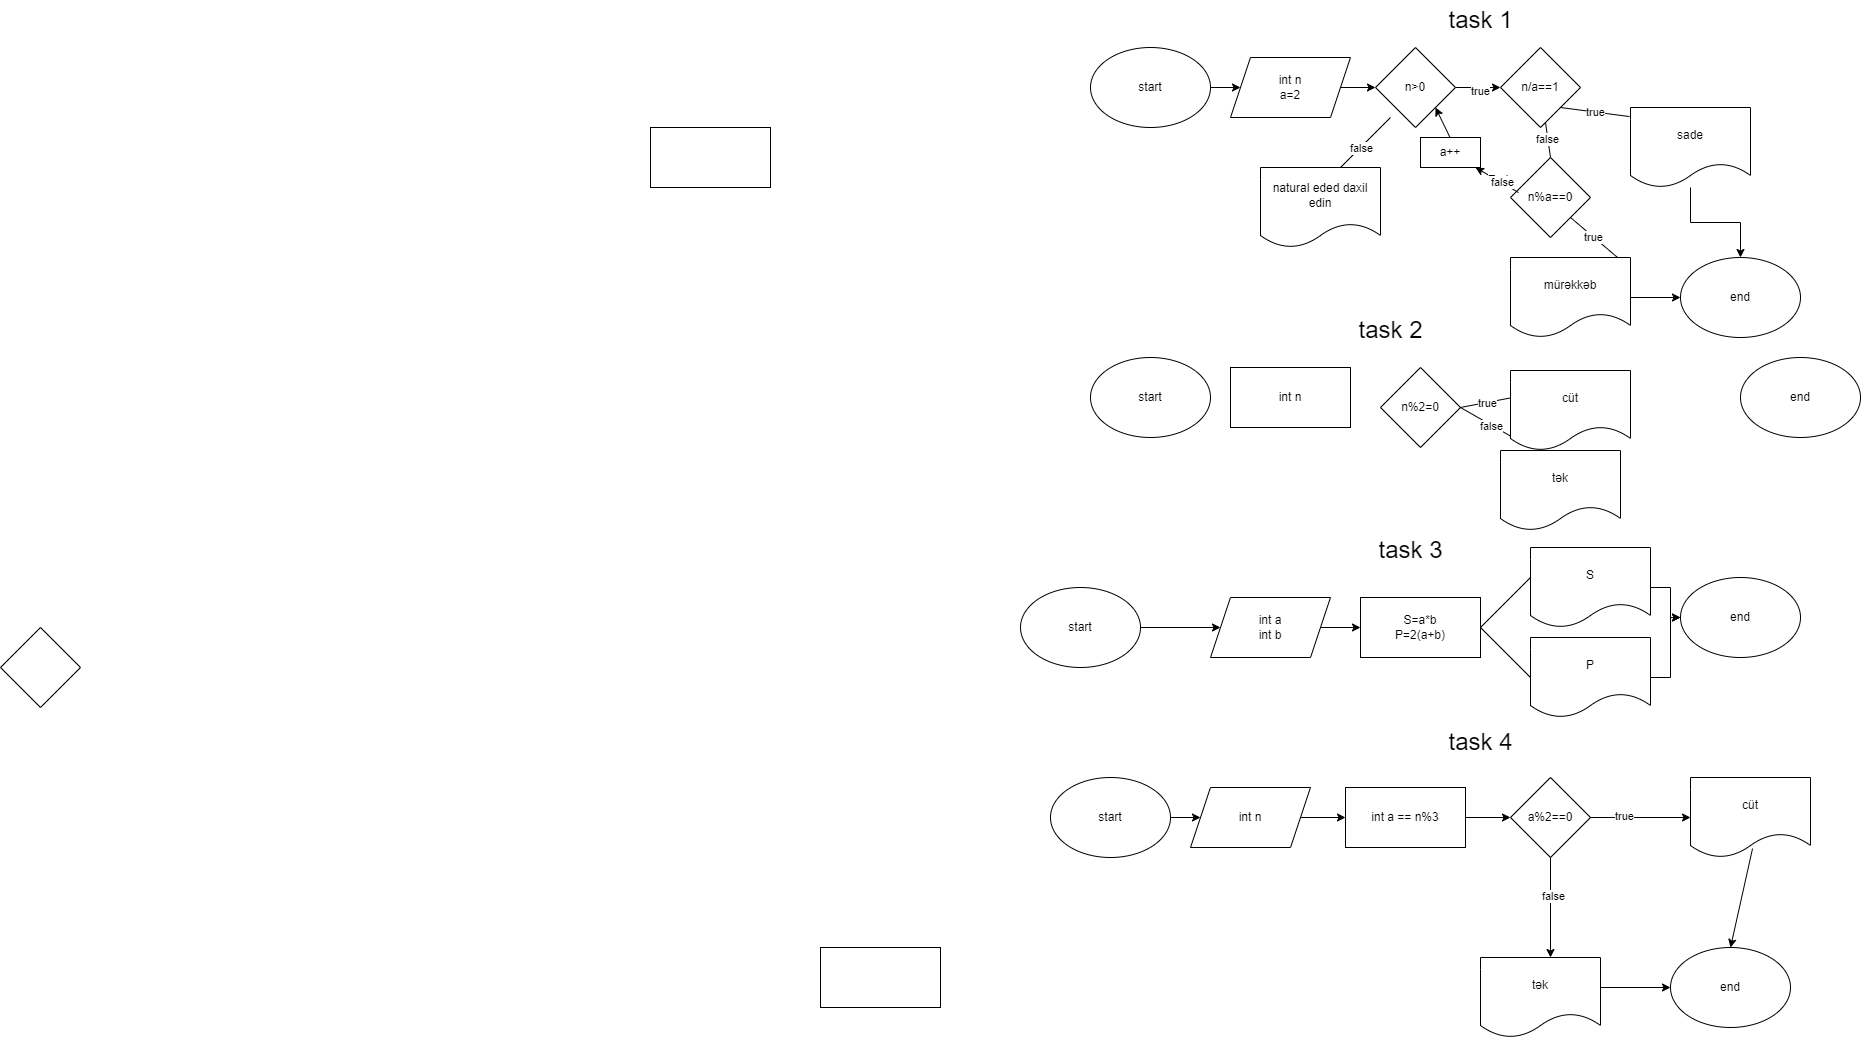 task 1
start
int n
a=2
n>0
true
n/a==1
true
sade
false
a++
false
natural eded daxil
edin
false
n%a==0
true
mürəkkəb
end
task 2
start
int n
n%2=0
true
false
cüt
tək
end
task 3
start
int a
int b
S=a*b
P=2(a+b)
S
P
end
task 4
start
int n
int a == n%3
a%2==0
true
cüt
false
tək
end